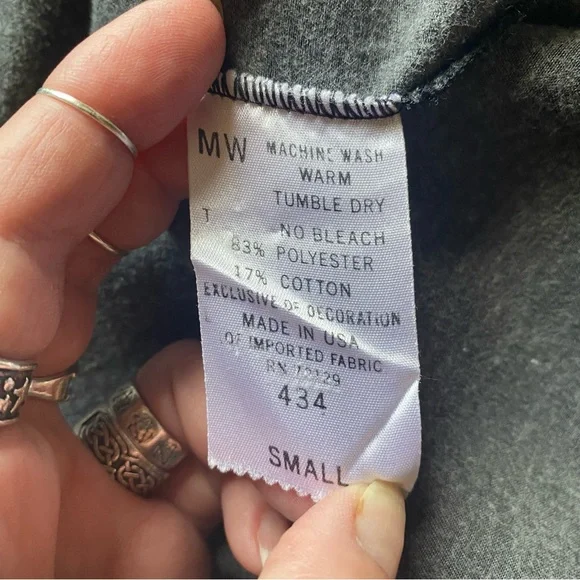 MW MACHINE WASH
WARM
TUMBLE DRY
T NO BLEACH
83% POLYESTER
17% COTTON
EXCLUSIVE OF DECORATION
L MADE IN USA
OF IMPORTED FABRIC
RN
434
SMALL